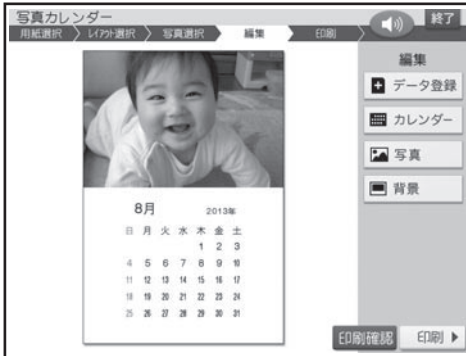 写真カレンダー
終了
用紙選択 レイアウト選択 写真選択 編集 印刷
編集
データ登録
カレンダー
写真
背景
8月 2013年
日 月 火 水 木 金 土
1 2 3
4 5 6 7 8 9 10
11 12 13 14 15 16 17
18 19 20 21 22 23 24
25 26 27 28 29 30 31
印刷確認 印刷